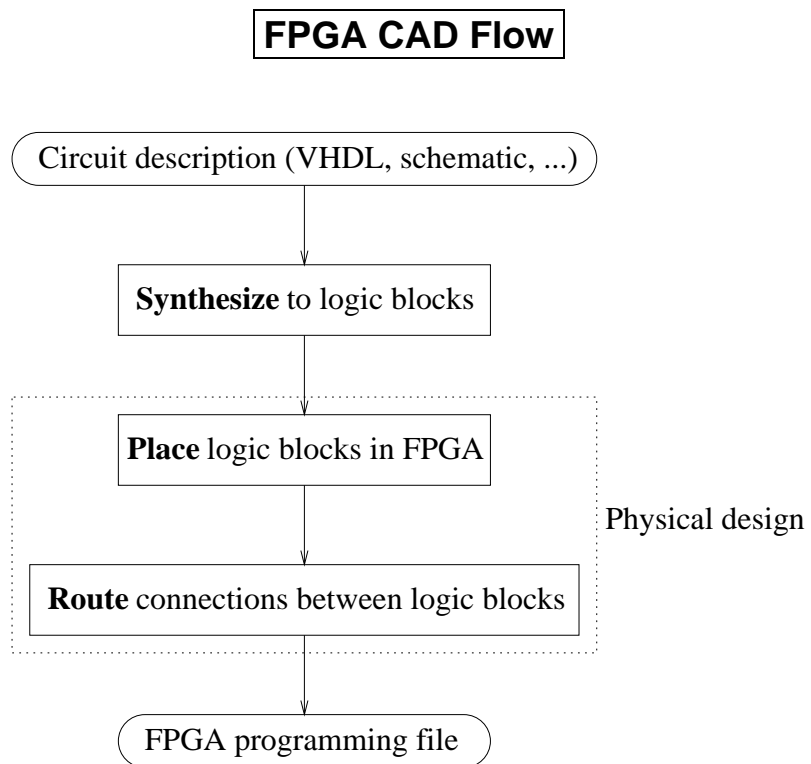 FPGA CAD Flow
Circuit description (VHDL, schematic, ...)
Synthesize to logic blocks
Place logic blocks in FPGA
Physical design
Route connections between logic blocks
FPGA programming file